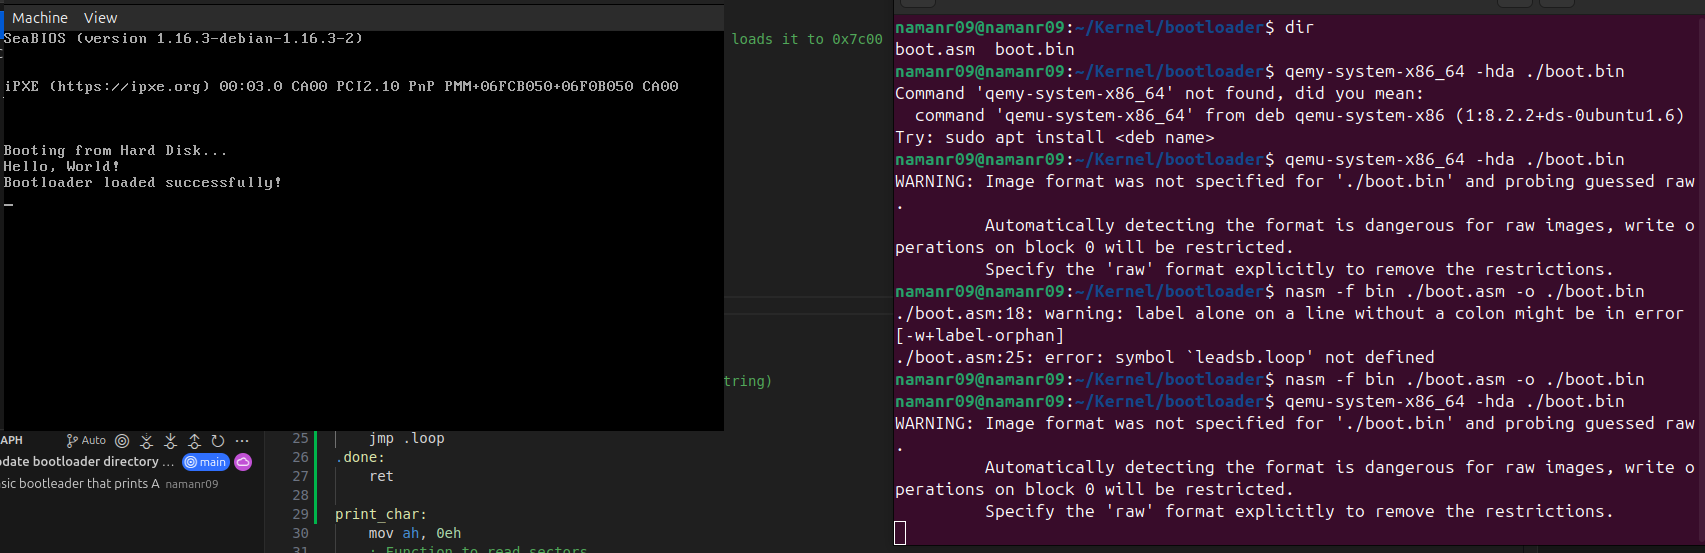 Machine View
SeaBIOS (version 1.16.3-debian-1.16.3-2)
iPXE (https://ipxe.org) 00:03.0 CA00 PCI2.10 PnP PMM+06FCB050+06F0B050 CA00
Booting from Hard Disk...
Hello, World!
Bootloader loaded successfully!
_
loads it to 0x7c00
tring)
APH
Auto
pdate bootloader directory ... main
sic bootleader that prints A namanr09
25 jmp .loop
26 .done:
27 ret
28
29 print_char:
30 mov ah, 0eh
31 ; Function to read sectors
namanr09@namanr09:~/Kernel/bootloader$ dir
boot.asm boot.bin
namanr09@namanr09:~/Kernel/bootloader$ qemy-system-x86_64 -hda ./boot.bin
Command 'qemy-system-x86_64' not found, did you mean:
command 'qemu-system-x86_64' from deb qemu-system-x86 (1:8.2.2+ds-0ubuntu1.6)
Try: sudo apt install <deb name>
namanr09@namanr09:~/Kernel/bootloader$ qemu-system-x86_64 -hda ./boot.bin
WARNING: Image format was not specified for './boot.bin' and probing guessed raw
.
Automatically detecting the format is dangerous for raw images, write o
perations on block 0 will be restricted.
Specify the 'raw' format explicitly to remove the restrictions.
namanr09@namanr09:~/Kernel/bootloader$ nasm -f bin ./boot.asm -o ./boot.bin
./boot.asm:18: warning: label alone on a line without a colon might be in error
[-w+label-orphan]
./boot.asm:25: error: symbol `leadsb.loop' not defined
namanr09@namanr09:~/Kernel/bootloader$ nasm -f bin ./boot.asm -o ./boot.bin
namanr09@namanr09:~/Kernel/bootloader$ qemu-system-x86_64 -hda ./boot.bin
WARNING: Image format was not specified for './boot.bin' and probing guessed raw
.
Automatically detecting the format is dangerous for raw images, write o
perations on block 0 will be restricted.
Specify the 'raw' format explicitly to remove the restrictions.